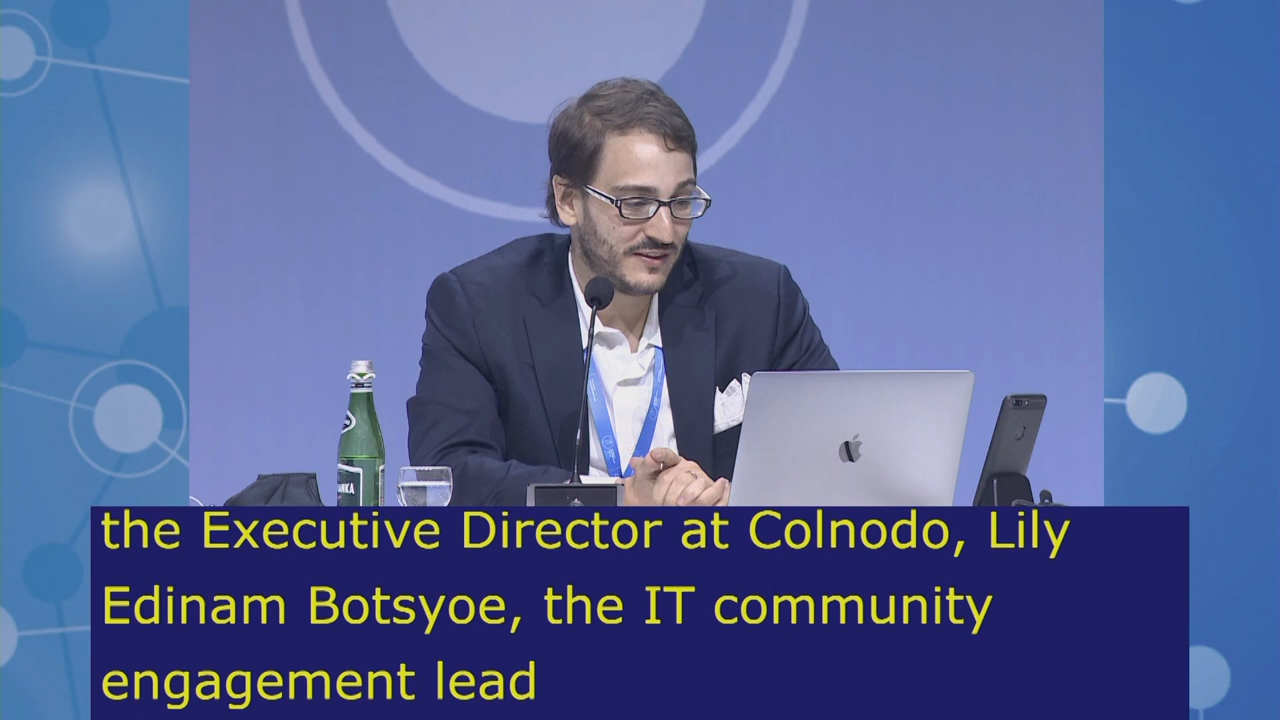 the Executive Director at Colnodo, Lily
Edinam Botsyoe, the IT community
engagement lead